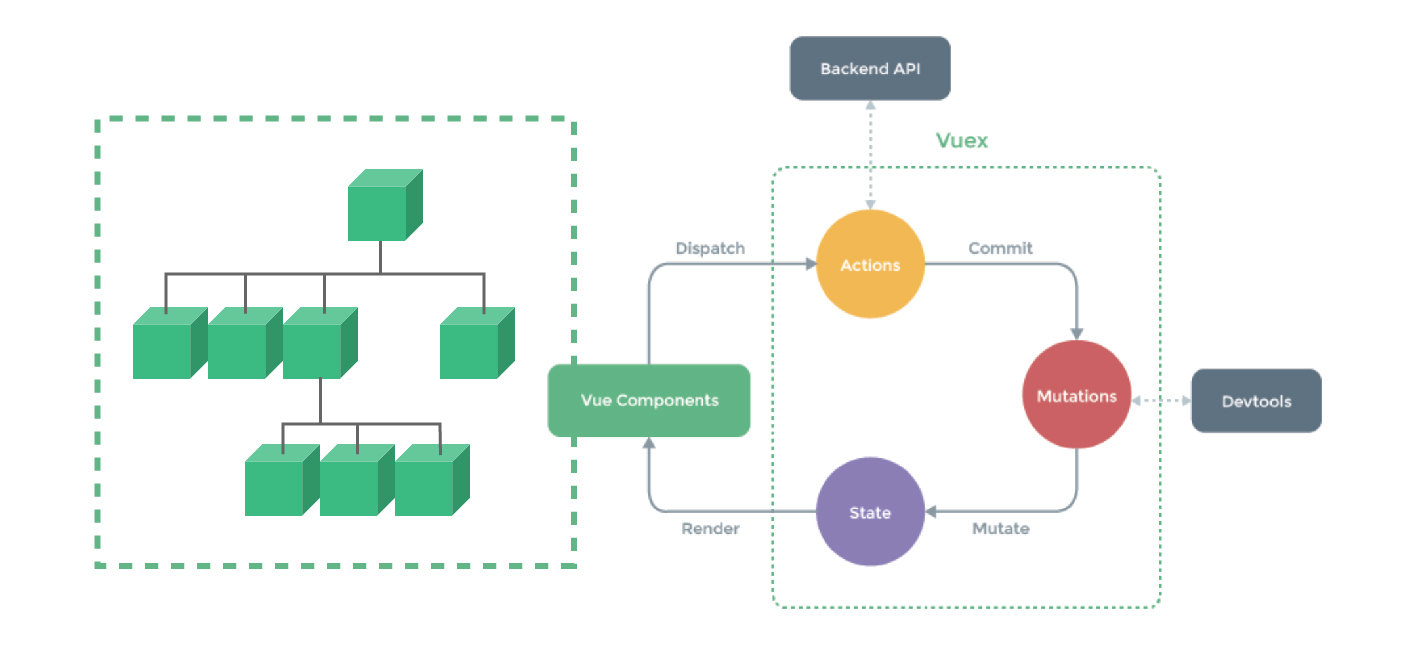 Backend API
Vuex
Dispatch
Actions
Commit
Vue Components
Mutations
Devtools
State
Render
Mutate